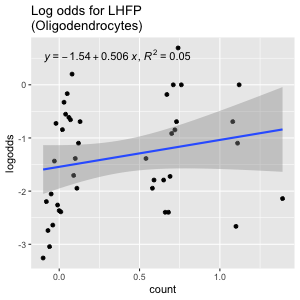 Log odds for LHFP
(Oligodendrocytes)
y = −1.54 + 0.506 x, R² = 0.05
0
-1
-2
-3
logodds
0.0 0.5 1.0
count